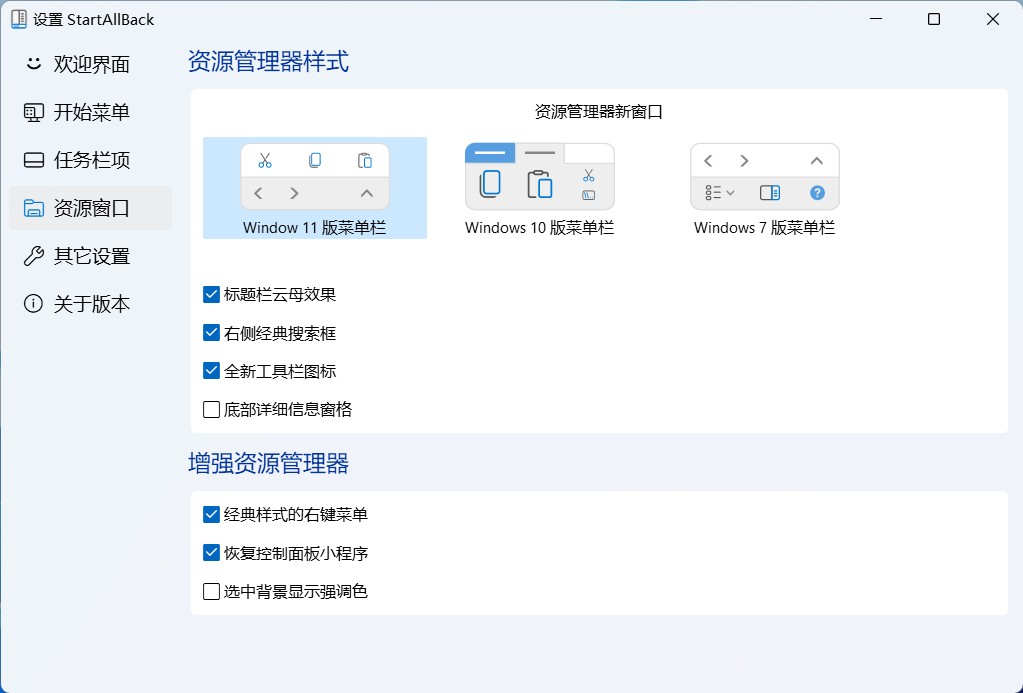 设置 StartAllBack
欢迎界面
开始菜单
任务栏项
资源窗口
其它设置
关于版本
资源管理器样式
资源管理器新窗口
Window 11 版菜单栏
Windows 10 版菜单栏
Windows 7 版菜单栏
标题栏云母效果
右侧经典搜索框
全新工具栏图标
底部详细信息窗格
增强资源管理器
经典样式的右键菜单
恢复控制面板小程序
选中背景显示强调色